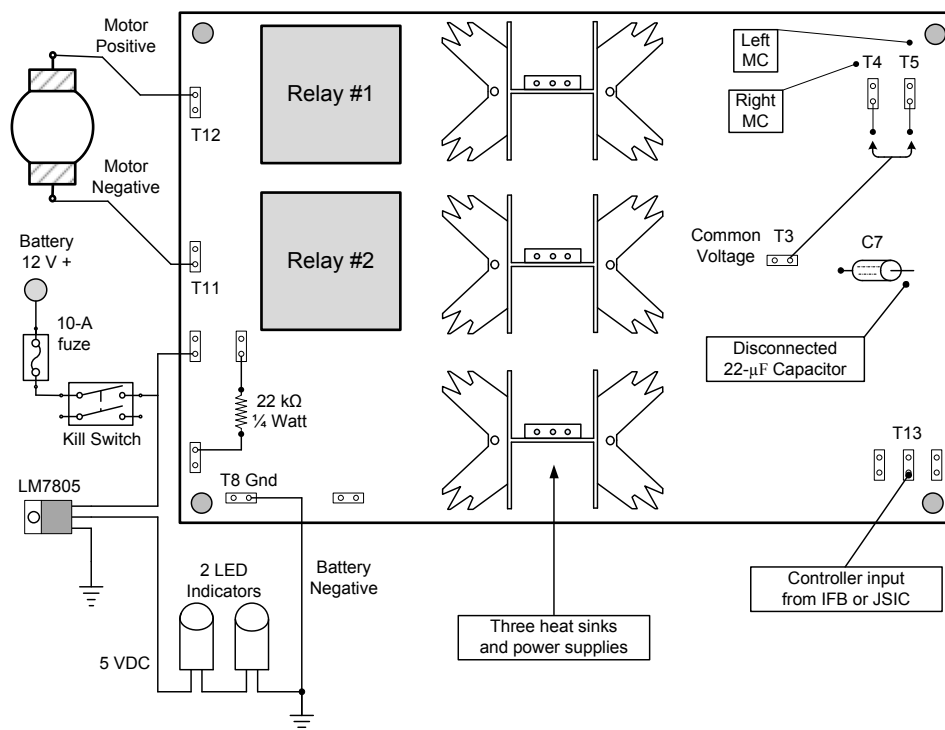 Motor
Positive
Relay #1
T12
Left
MC
T4
T5
Right
MC
Motor
Negative
Relay #2
T11
Battery
12 V +
10-A
fuze
Common
Voltage
T3
C7
Disconnected
22-μF Capacitor
22 kΩ
¼ Watt
Kill Switch
T13
LM7805
T8 Gnd
2 LED
Indicators
Battery
Negative
5 VDC
Three heat sinks
and power supplies
Controller input
from IFB or JSIC